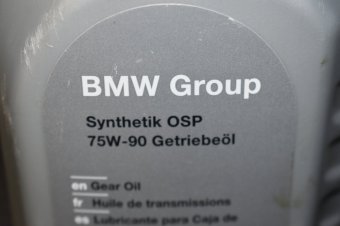 BMW Group
Synthetik OSP
75W-90 Getriebeöl
en Gear Oil
fr Huile de transmissions
es Lubricante para Caja de